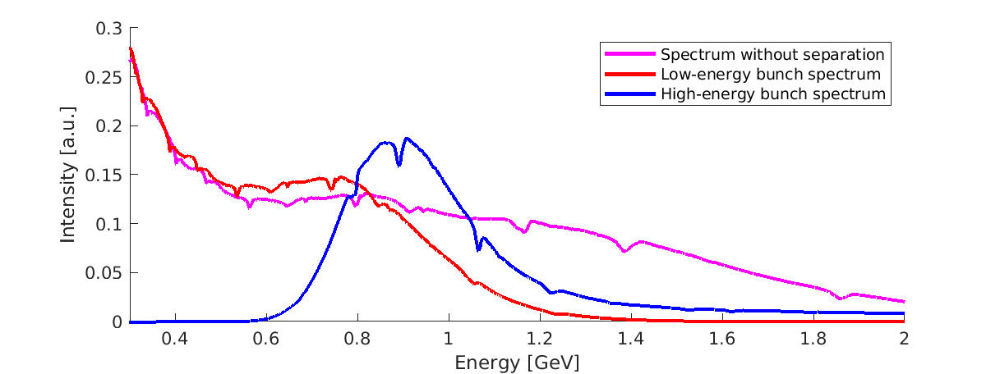 0.3
0.25
0.2
0.15
0.1
0.05
0
Intensity [a.u.]
Spectrum without separation
Low-energy bunch spectrum
High-energy bunch spectrum
0.4 0.6 0.8 1 1.2 1.4 1.6 1.8 2
Energy [GeV]